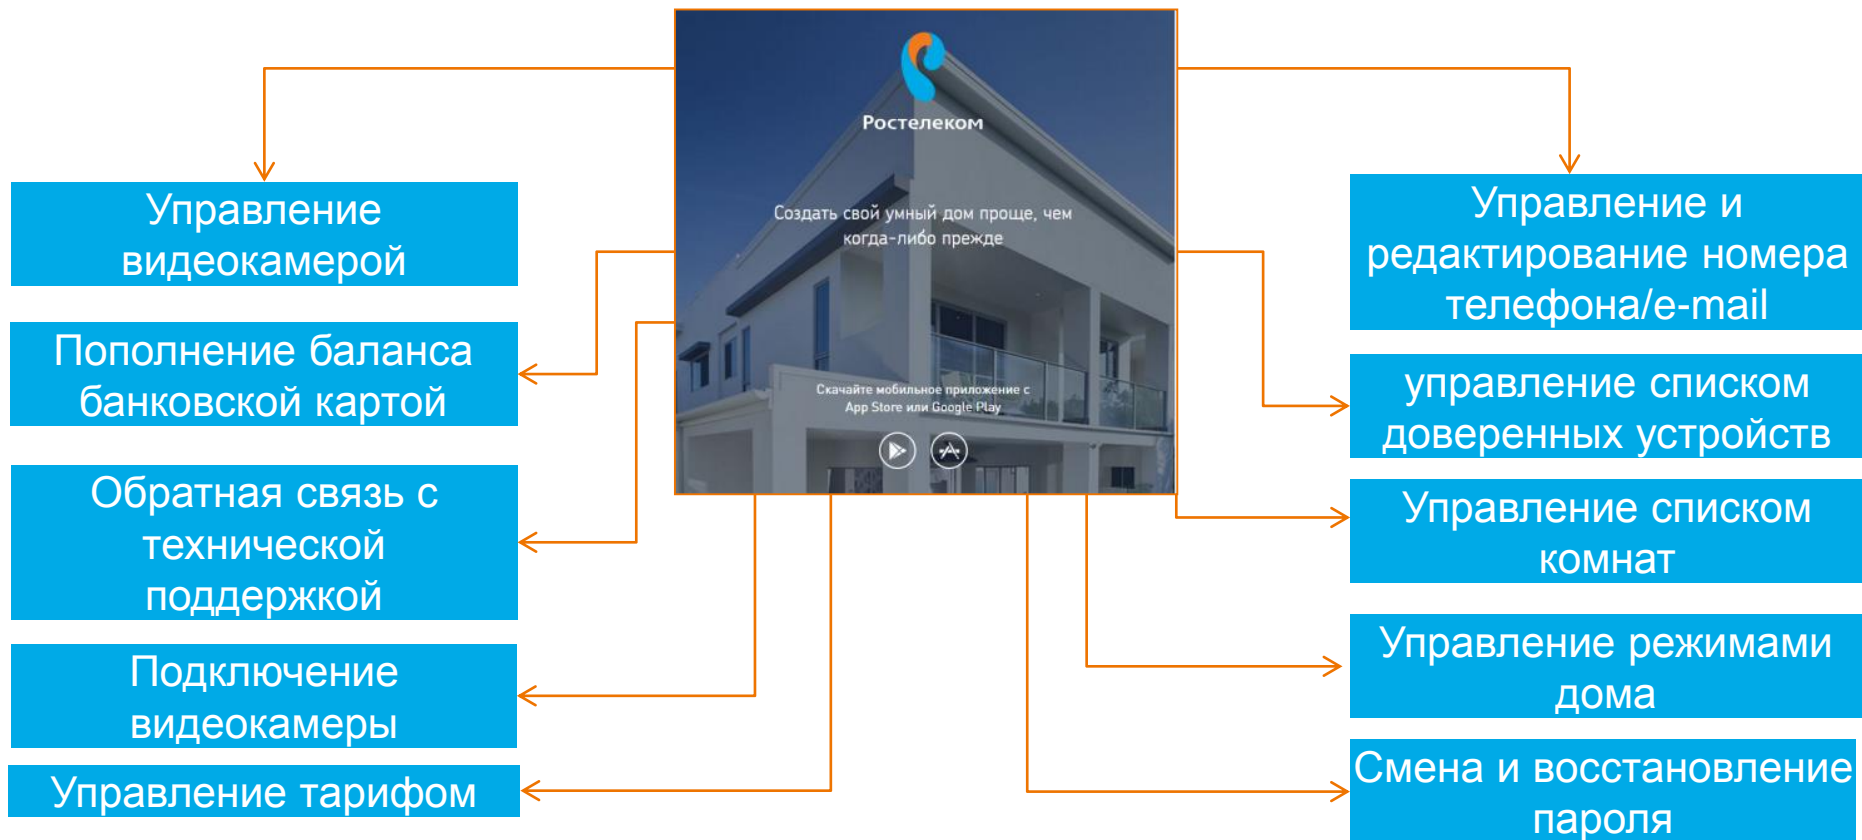 Ростелеком
Создать свой умный дом проще, чем
когда-либо прежде
Скачайте мобильное приложение с
App Store или Google Play
Управление
видеокамерой
Пополнение баланса
банковской картой
Обратная связь с
технической
поддержкой
Подключение
видеокамеры
Управление тарифом
Управление и
редактирование номера
телефона/e-mail
управление списком
доверенных устройств
Управление списком
комнат
Управление режимами
дома
Смена и восстановление
пароля